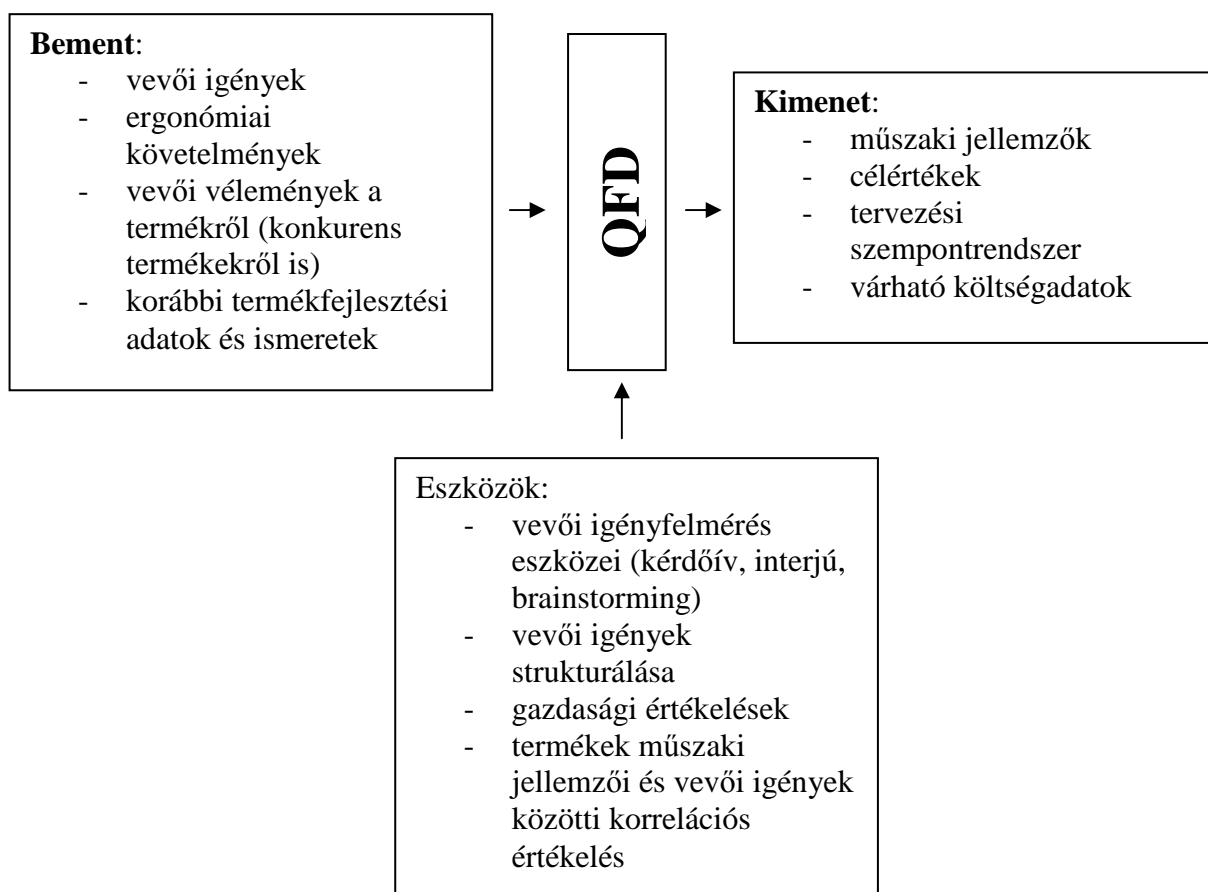 Bement:
- vevői igények
- ergonómiai
követelmények
- vevői vélemények a
termékről (konkurens
termékekről is)
- korábbi termékfejlesztési
adatok és ismeretek
QFD
Kimenet:
- műszaki jellemzők
- célértékek
- tervezési
szempontrendszer
- várható költségadatok
Eszközök:
- vevői igényfelmérés
eszközei (kérdőív, interjú,
brainstorming)
- vevői igények
strukturálása
- gazdasági értékelések
- termékek műszaki
jellemzői és vevői igények
közötti korrelációs
értékelés